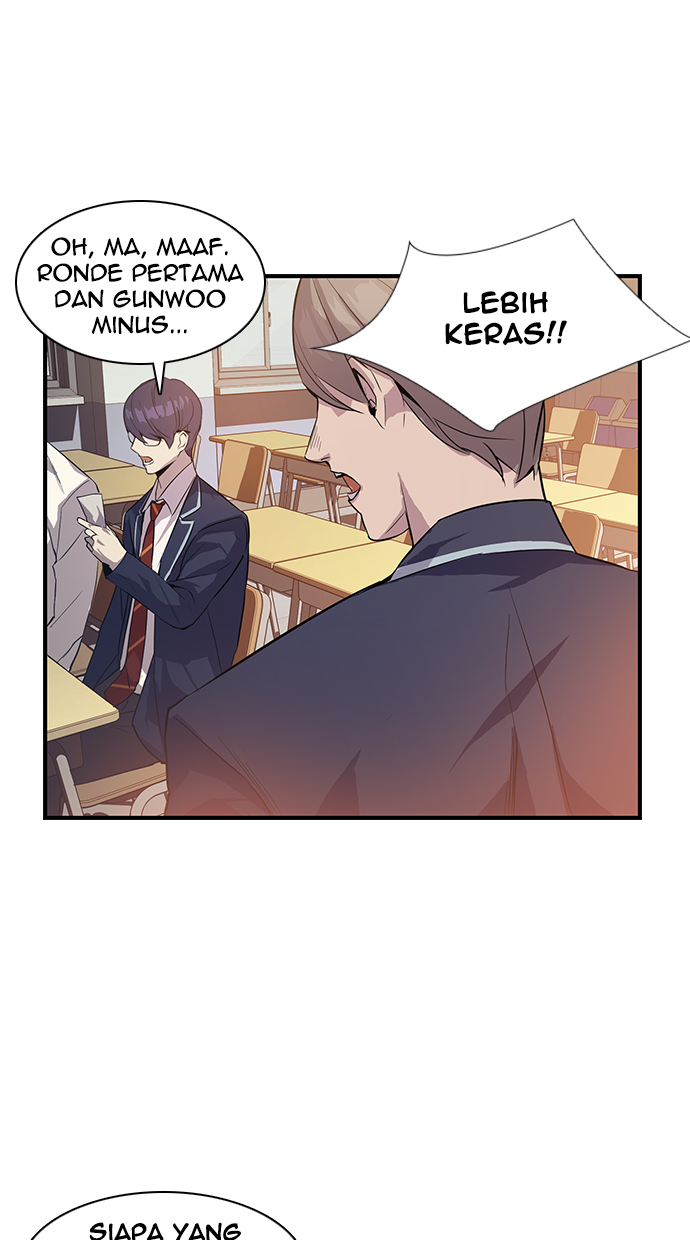 OH, MA, MAAF.
RONDE PERTAMA
DAN GUNWOO
MINUS...
LEBIH
KERAS!!
SIAPA YANG